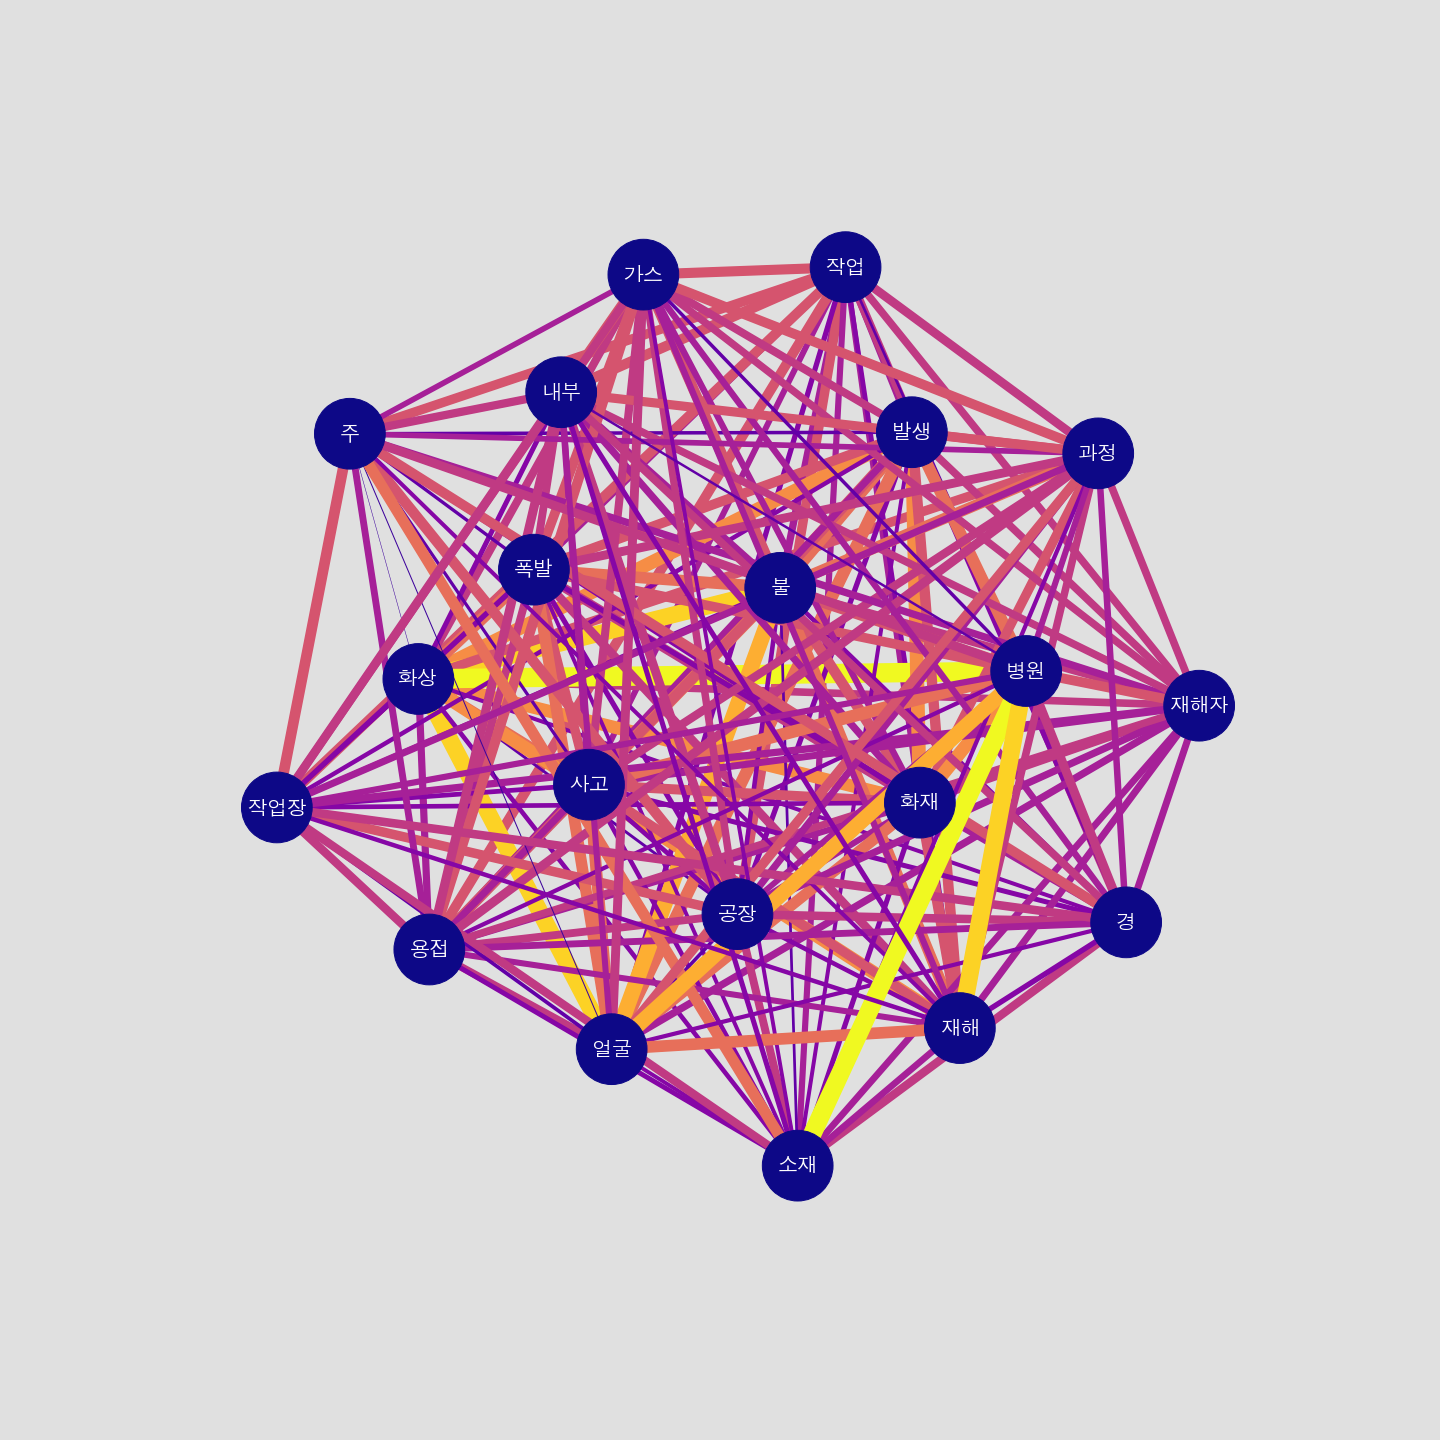 가스
작업
내부
발생
주
과정
폭발
불
화상
병원
재해자
사고
화재
작업장
공장
경
용접
재해
얼굴
소재